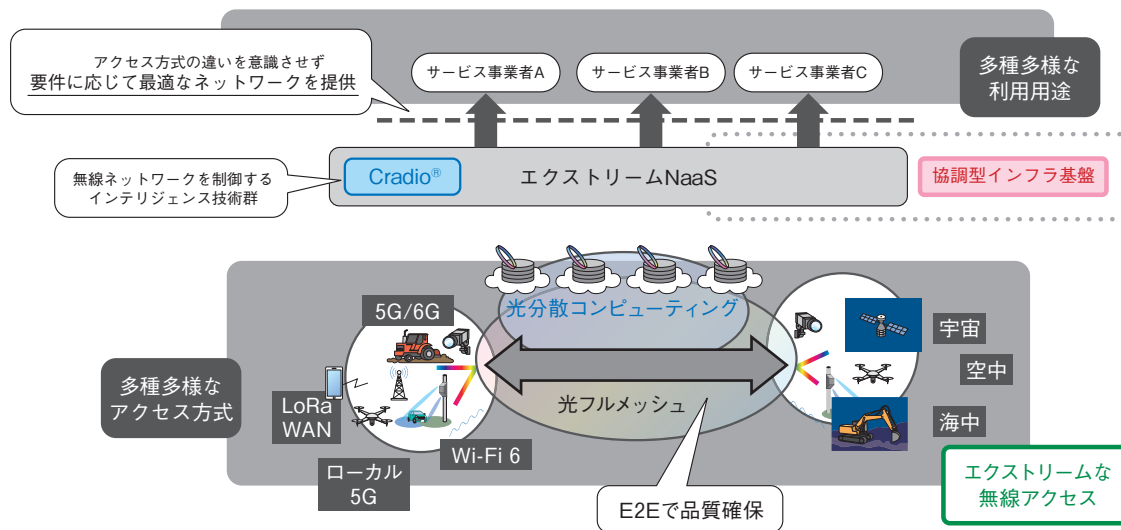 アクセス方式の違いを意識させず
要件に応じて最適なネットワークを提供
サービス事業者A
サービス事業者B
サービス事業者C
多種多様な
利用用途
無線ネットワークを制御する
インテリジェンス技術群
Cradio®
エクストリームNaaS
協調型インフラ基盤
光分散コンピューティング
5G/6G
宇宙
空中
多種多様な
アクセス方式
LoRa
WAN
光フルメッシュ
海中
Wi-Fi 6
ローカル
5G
E2Eで品質確保
エクストリームな
無線アクセス